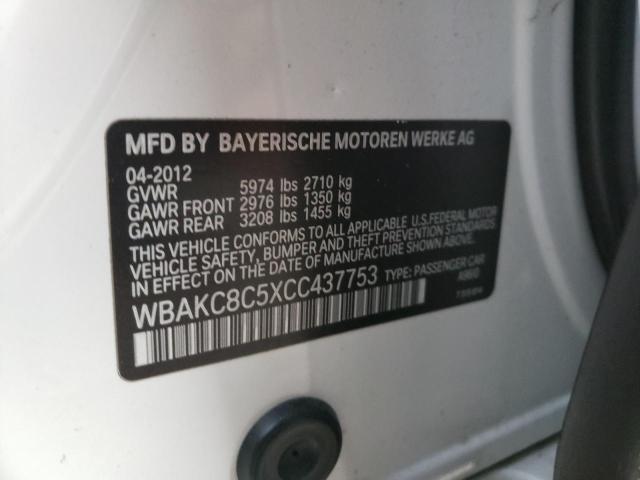 MFD BY BAYERISCHE MOTOREN WERKE AG
04-2012
GVWR 5974 lbs 2710 kg
GAWR FRONT 2976 lbs 1350 kg
GAWR REAR 3208 lbs 1455 kg
THIS VEHICLE CONFORMS TO ALL APPLICABLE U.S. FEDERAL MOTOR
VEHICLE SAFETY, BUMPER AND THEFT PREVENTION STANDARDS
IN EFFECT ON THE DATE OF MANUFACTURE SHOWN ABOVE.
WBAKC8C5XCC437753 TYPE: PASSENGER CAR